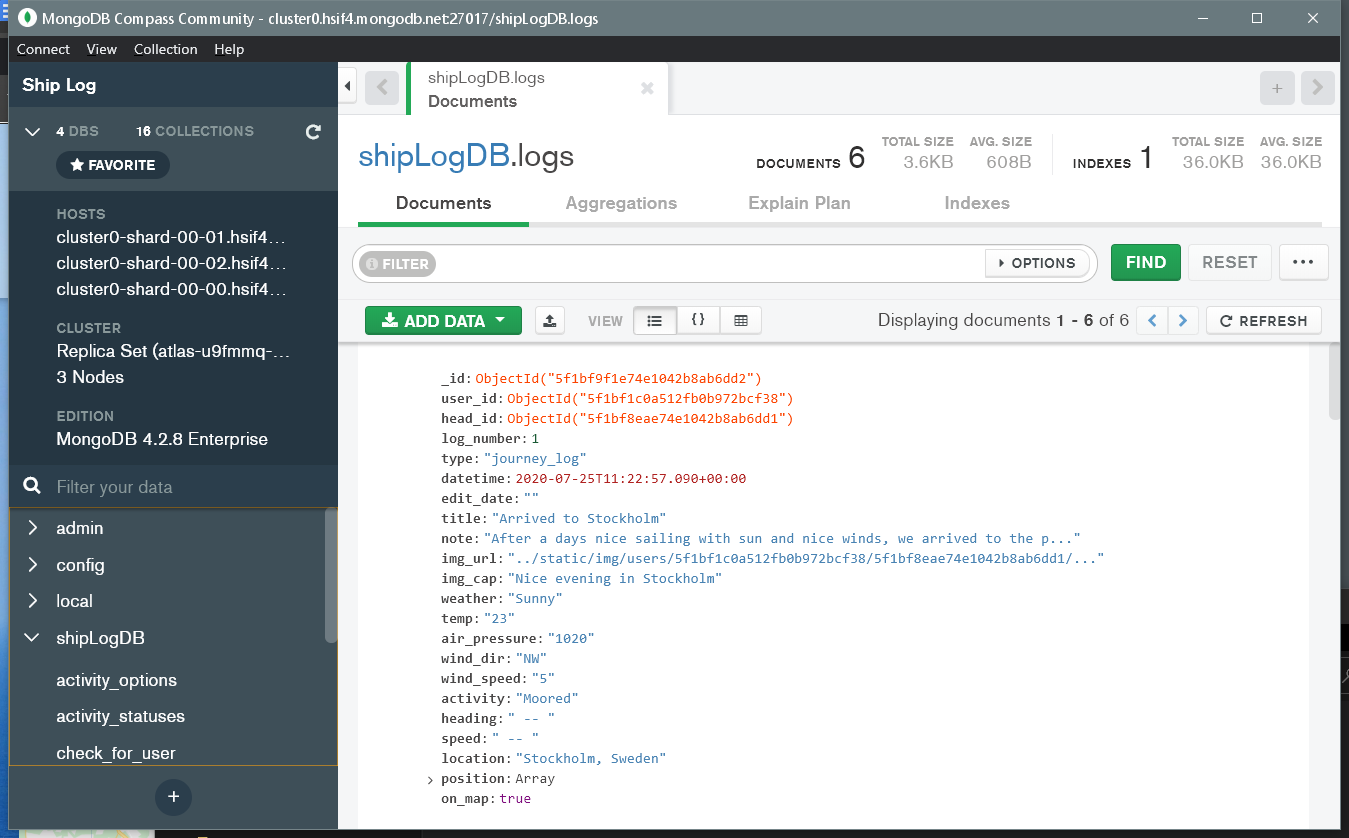 MongoDB Compass Community - cluster0.hsif4.mongodb.net:27017/shipLogDB.logs
Connect View Collection Help
Ship Log
4 DBS 16 COLLECTIONS
FAVORITE
HOSTS
cluster0-shard-00-01.hsif4...
cluster0-shard-00-02.hsif4...
cluster0-shard-00-00.hsif4...
CLUSTER
Replica Set (atlas-u9fmmq-...
3 Nodes
EDITION
MongoDB 4.2.8 Enterprise
Filter your data
admin
config
local
shipLogDB
activity_options
activity_statuses
check_for_user
+
shipLogDB.logs
Documents
+
shipLogDB.logs
DOCUMENTS 6
TOTAL SIZE
3.6KB
AVG. SIZE
608B
INDEXES 1
TOTAL SIZE
36.0KB
AVG. SIZE
36.0KB
Documents Aggregations Explain Plan Indexes
FILTER
OPTIONS
FIND
RESET
...
ADD DATA
VIEW
{}
Displaying documents 1 - 6 of 6
REFRESH
_id: ObjectId("5f1bf9f1e74e1042b8ab6dd2")
user_id: ObjectId("5f1bf1c0a512fb0b972bcf38")
head_id: ObjectId("5f1bf8eae74e1042b8ab6dd1")
log_number: 1
type: "journey_log"
datetime: 2020-07-25T11:22:57.090+00:00
edit_date: ""
title: "Arrived to Stockholm"
note: "After a days nice sailing with sun and nice winds, we arrived to the p..."
img_url: "../static/img/users/5f1bf1c0a512fb0b972bcf38/5f1bf8eae74e1042b8ab6dd1/..."
img_cap: "Nice evening in Stockholm"
weather: "Sunny"
temp: "23"
air_pressure: "1020"
wind_dir: "NW"
wind_speed: "5"
activity: "Moored"
heading: " -- "
speed: " -- "
location: "Stockholm, Sweden"
position: Array
on_map: true